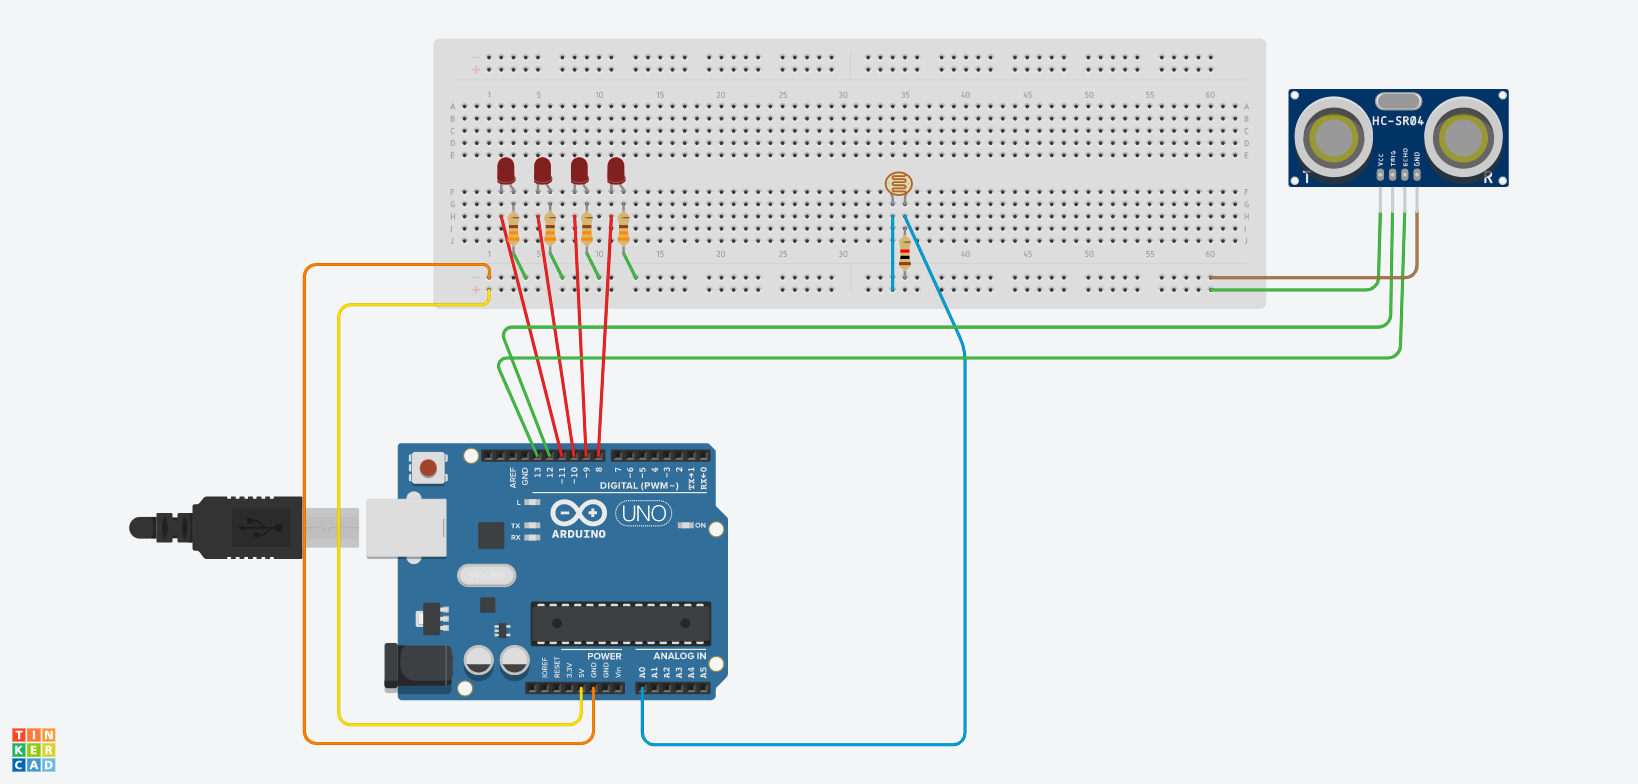 - 
+
1 5 10 15 20 25 30 35 40 45 50 55 60
A A
B B
C C
D D
E E
F F
G G
H H
I I
J J
1 5 10 15 20 25 30 35 40 45 50 55 60
-
+
HC-SR04
VCC TRIG ECHO GND
T R
AREF GND 13 12 ~11 ~10 ~9 8 7 ~6 ~5 4 ~3 2 TX→1 RX←0
DIGITAL (PWM~)
L
TX
RX
ARDUINO
UNO
ON
POWER
ANALOG IN
IOREF RESET 3.3V 5V GND GND Vin A0 A1 A2 A3 A4 A5
TIN
KER
CAD